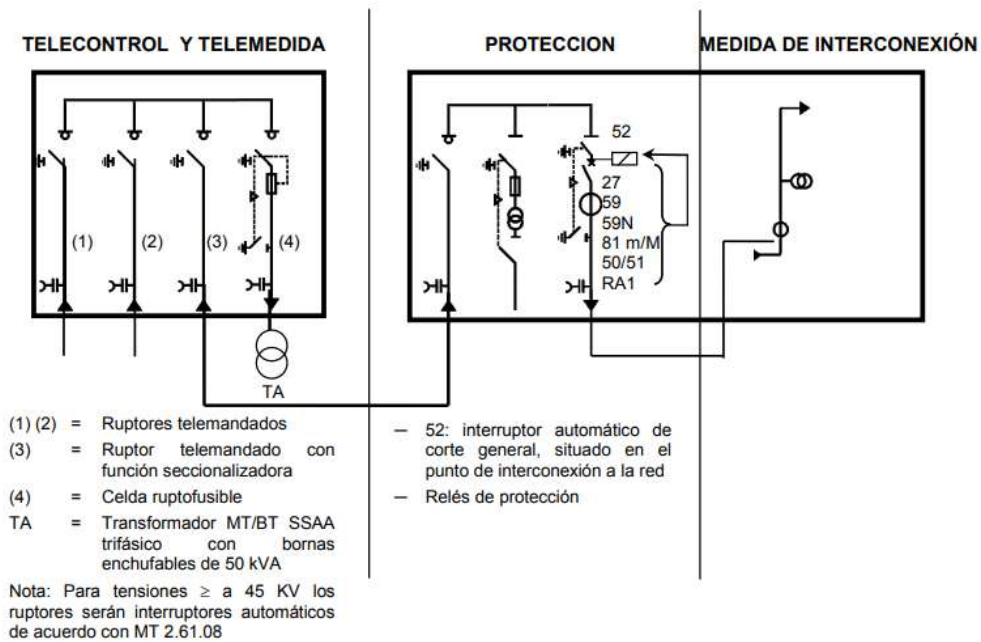 TELECONTROL Y TELEMEDIDA
PROTECCION
MEDIDA DE INTERCONEXIÓN
52
27
59
59N
81 m/M
50/51
RA1
(1)
(2)
(3)
(4)
TA
(1) (2) = Ruptores telemandados
(3) = Ruptor telemandado con
función seccionalizadora
(4) = Celda ruptofusible
TA = Transformador MT/BT SSAA
trifásico con bornas
enchufables de 50 kVA
Nota: Para tensiones ≥ a 45 KV los
ruptores serán interruptores automáticos
de acuerdo con MT 2.61.08
— 52: interruptor automático de
corte general, situado en el
punto de interconexión a la red
— Relés de protección